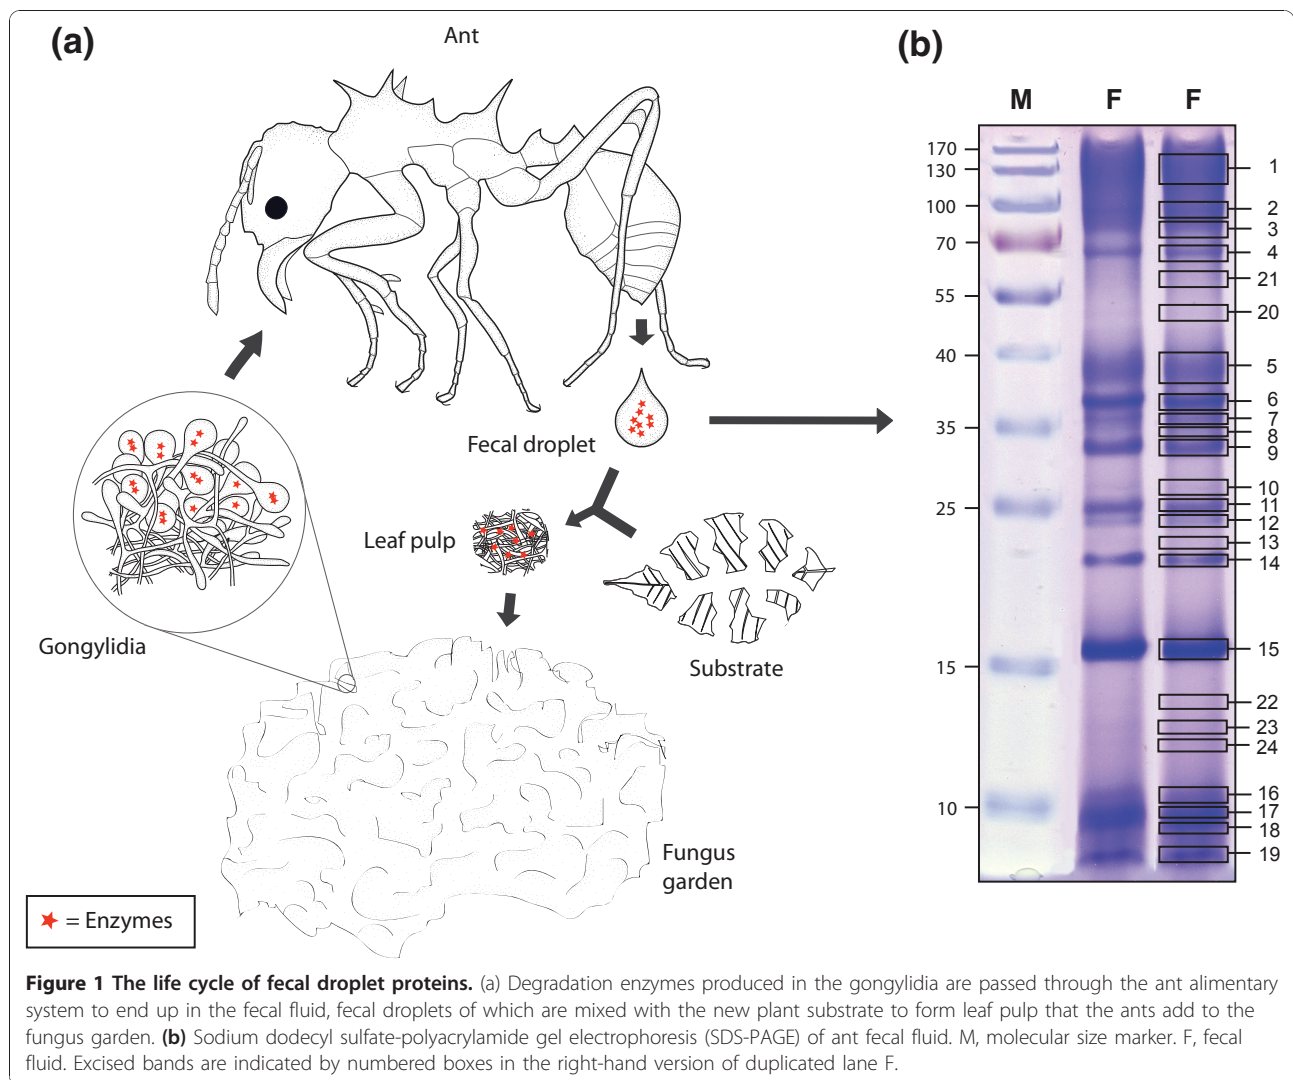 (a)
Ant
Fecal droplet
Leaf pulp
Gongylidia
Substrate
Fungus
garden
= Enzymes
(b)
M F F
170
130
100
70
55
40
35
25
15
10
1
2
3
4
21
20
5
6
7
8
9
10
11
12
13
14
15
22
23
24
16
17
18
19
Figure 1 The life cycle of fecal droplet proteins. (a) Degradation enzymes produced in the gongylidia are passed through the ant alimentary
system to end up in the fecal fluid, fecal droplets of which are mixed with the new plant substrate to form leaf pulp that the ants add to the
fungus garden. (b) Sodium dodecyl sulfate-polyacrylamide gel electrophoresis (SDS-PAGE) of ant fecal fluid. M, molecular size marker. F, fecal
fluid. Excised bands are indicated by numbered boxes in the right-hand version of duplicated lane F.